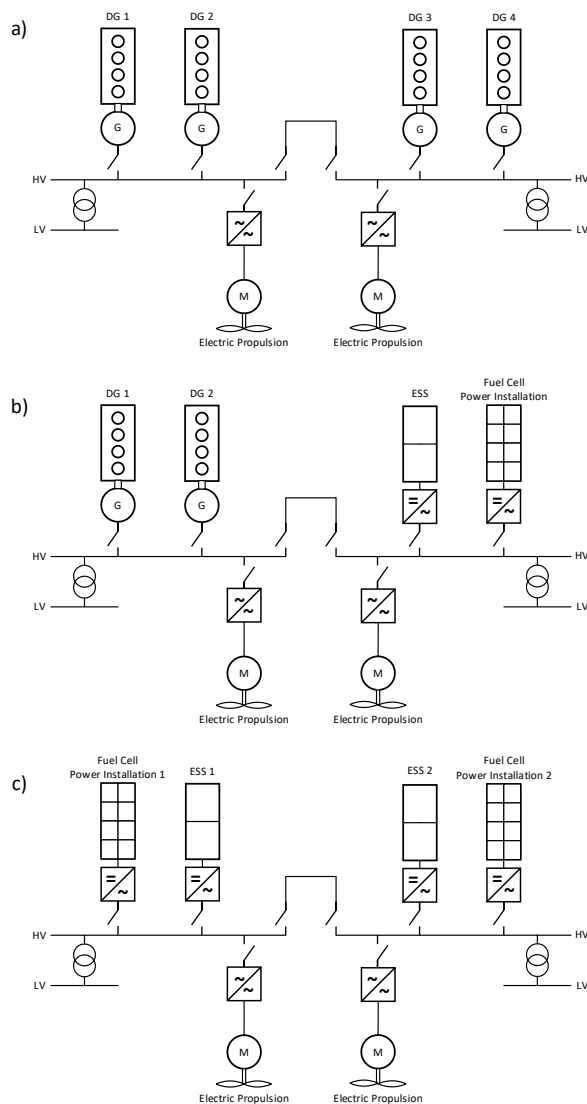 a)
DG 1 DG 2 DG 3 DG 4
G G G G
HV HV
LV LV
M M
Electric Propulsion Electric Propulsion
b)
DG 1 DG 2 ESS Fuel Cell
Power Installation
G G
HV HV
LV LV
M M
Electric Propulsion Electric Propulsion
c)
Fuel Cell
Power Installation 1 ESS 1 ESS 2 Fuel Cell
Power Installation 2
HV HV
LV LV
M M
Electric Propulsion Electric Propulsion